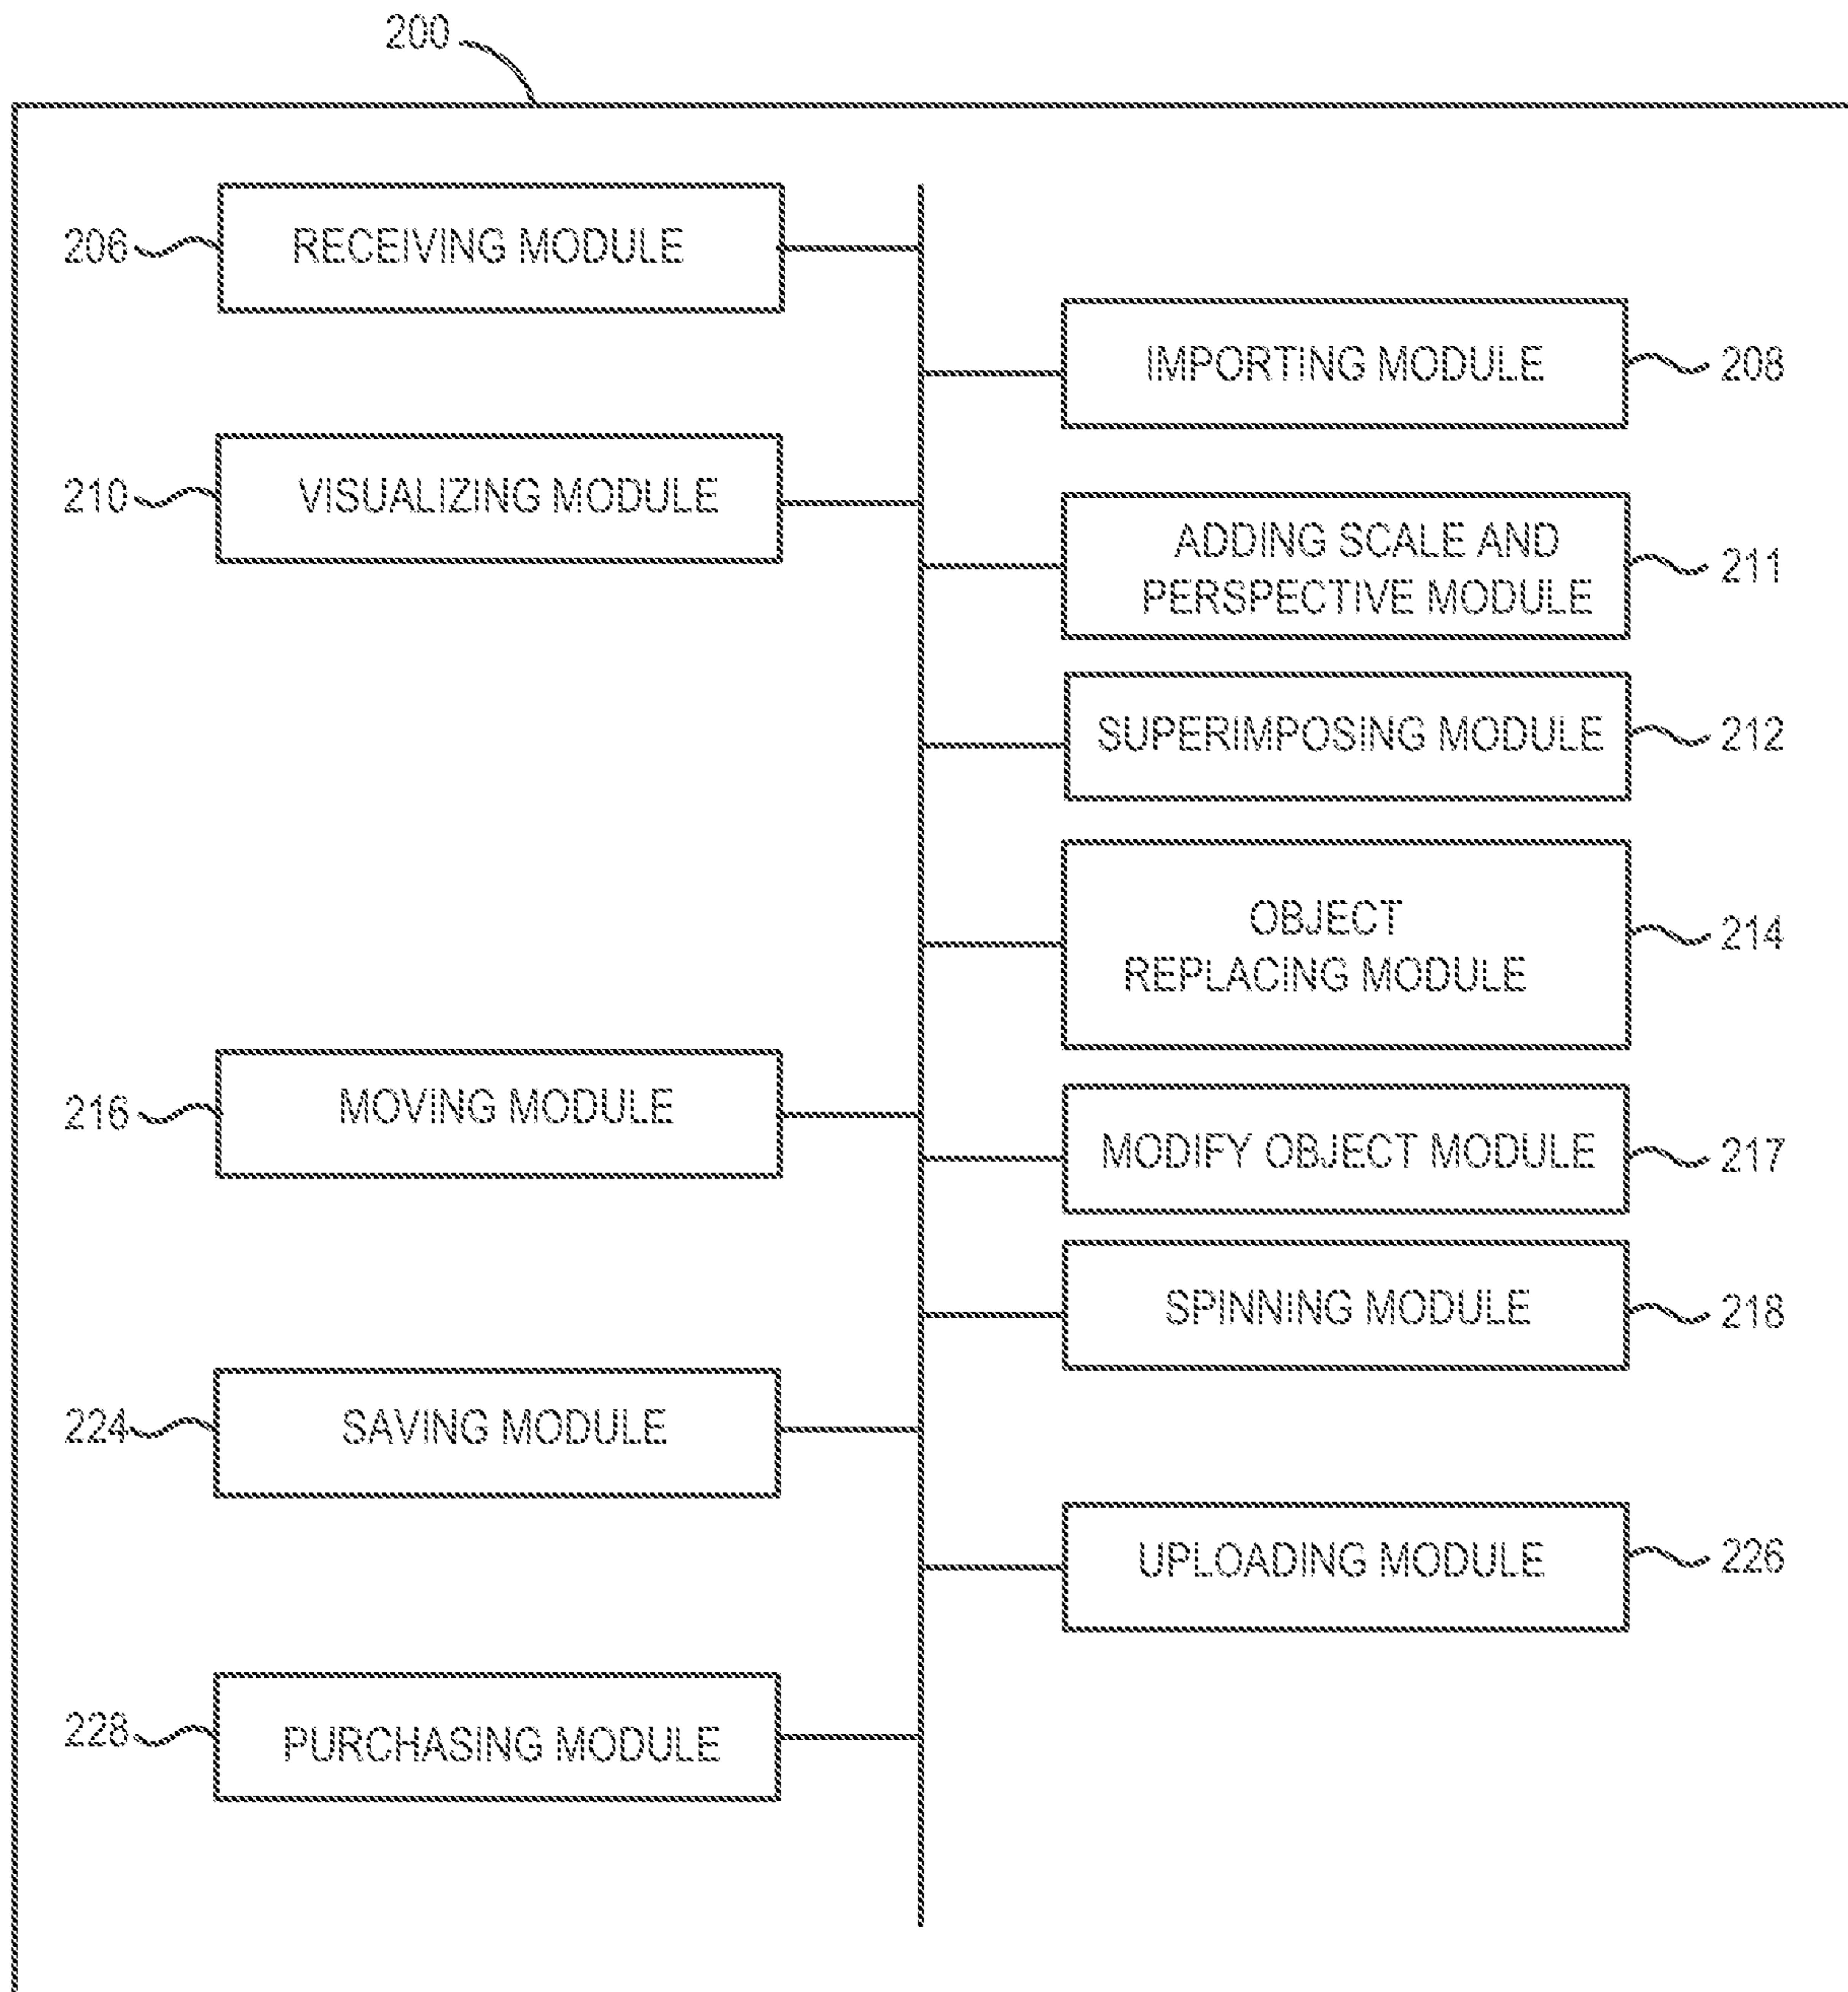 200
206
RECEIVING MODULE
IMPORTING MODULE
208
210
VISUALIZING MODULE
ADDING SCALE AND
PERSPECTIVE MODULE
211
SUPERIMPOSING MODULE
212
OBJECT
REPLACING MODULE
214
216
MOVING MODULE
MODIFY OBJECT MODULE
217
SPINNING MODULE
218
224
SAVING MODULE
UPLOADING MODULE
226
228
PURCHASING MODULE